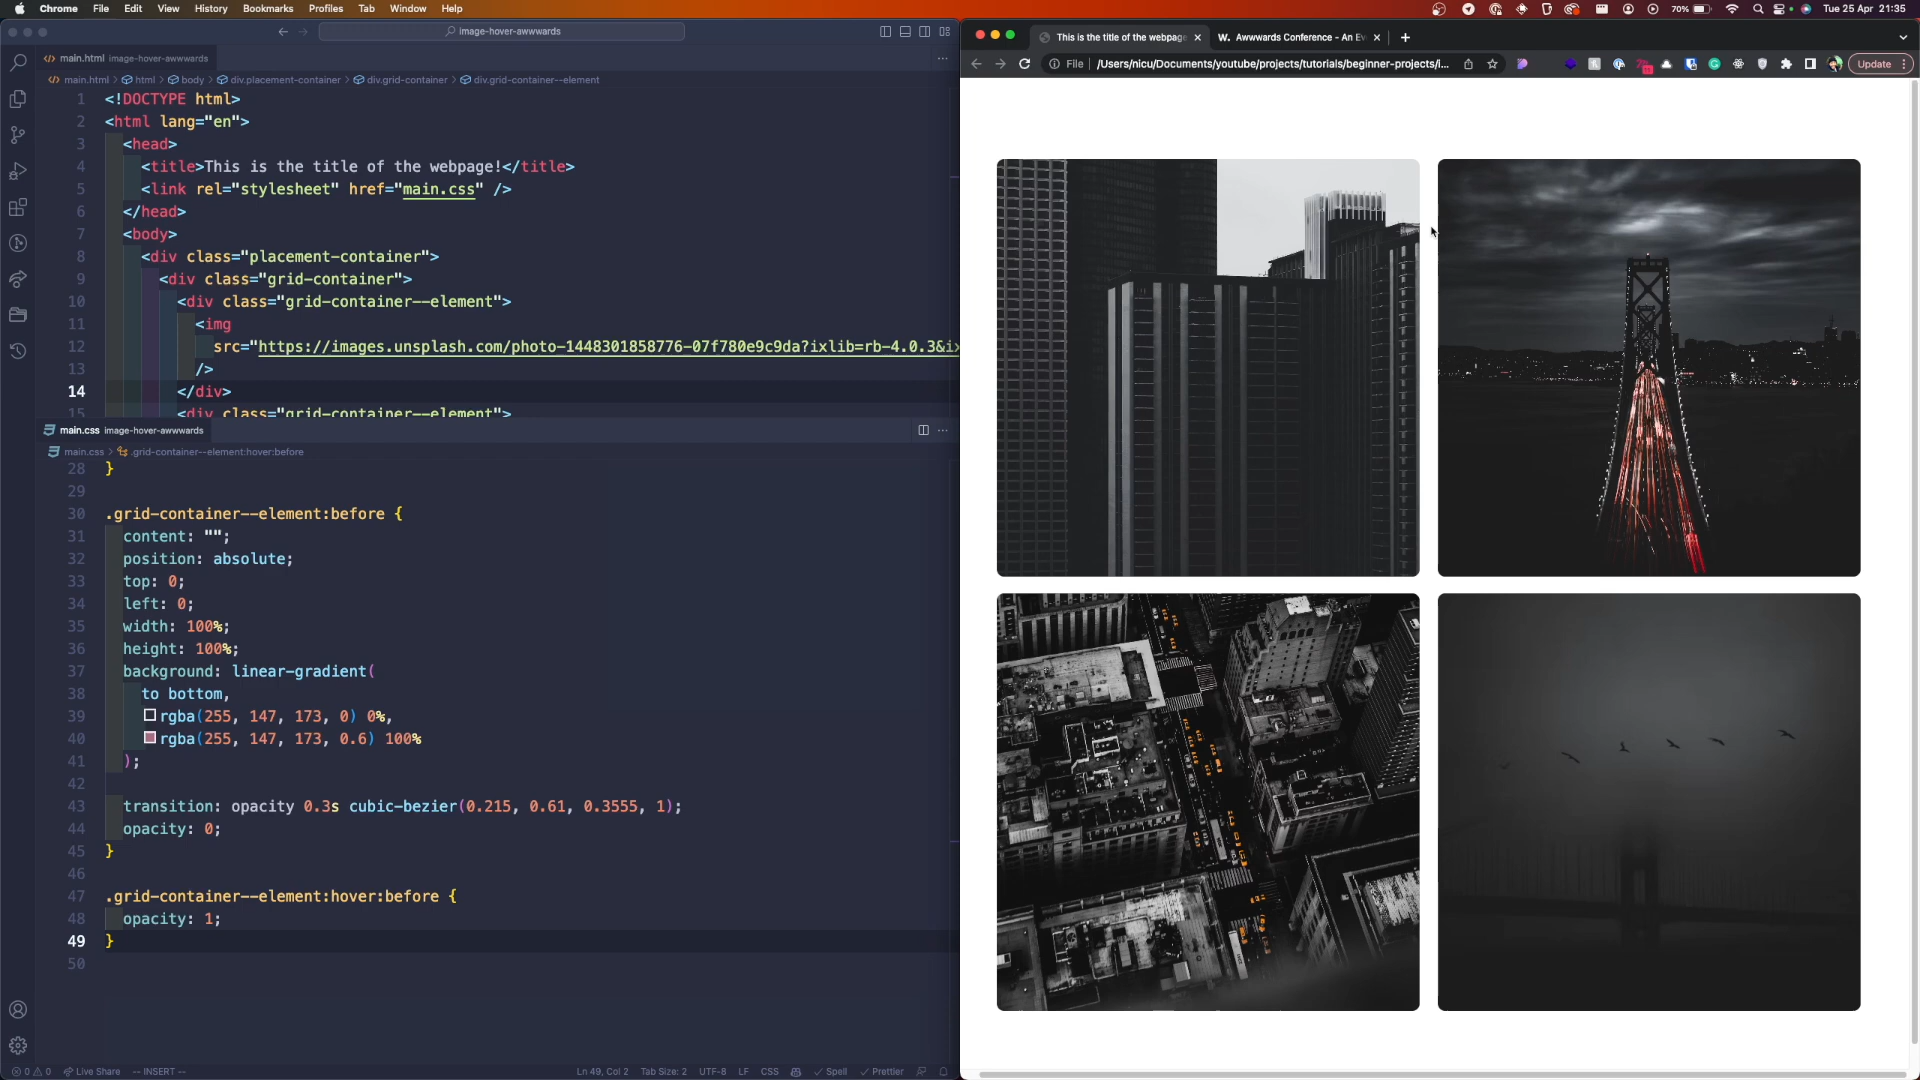 Chrome File Edit View History Bookmarks Profiles Tab Window Help
70% Tue 25 Apr 21:35
image-hover-awwwards
main.html image-hover-awwwards
main.html > html > body > div.placement-container > div.grid-container > div.grid-container--element
1 <!DOCTYPE html>
2 <html lang="en">
3 <head>
4 <title>This is the title of the webpage!</title>
5 <link rel="stylesheet" href="main.css" />
6 </head>
7 <body>
8 <div class="placement-container">
9 <div class="grid-container">
10 <div class="grid-container--element">
11 <img
12 src="https://images.unsplash.com/photo-1448301858776-07f780e9c9da?ixlib=rb-4.0.3&ix
13 />
14 </div>
15 <div class="grid-container--element">
main.css image-hover-awwwards
main.css > .grid-container--element:hover:before
28 }
29
30 .grid-container--element:before {
31 content: "";
32 position: absolute;
33 top: 0;
34 left: 0;
35 width: 100%;
36 height: 100%;
37 background: linear-gradient(
38 to bottom,
39 rgba(255, 147, 173, 0) 0%,
40 rgba(255, 147, 173, 0.6) 100%
41 );
42
43 transition: opacity 0.3s cubic-bezier(0.215, 0.61, 0.3555, 1);
44 opacity: 0;
45 }
46
47 .grid-container--element:hover:before {
48 opacity: 1;
49 }
50
0 0 Live Share -- INSERT -- Ln 49, Col 2 Tab Size: 2 UTF-8 LF CSS Spell Prettier
This is the title of the webpage
W. Awwwards Conference - An Ev
File /Users/nicu/Documents/youtube/projects/tutorials/beginner-projects/i... Update